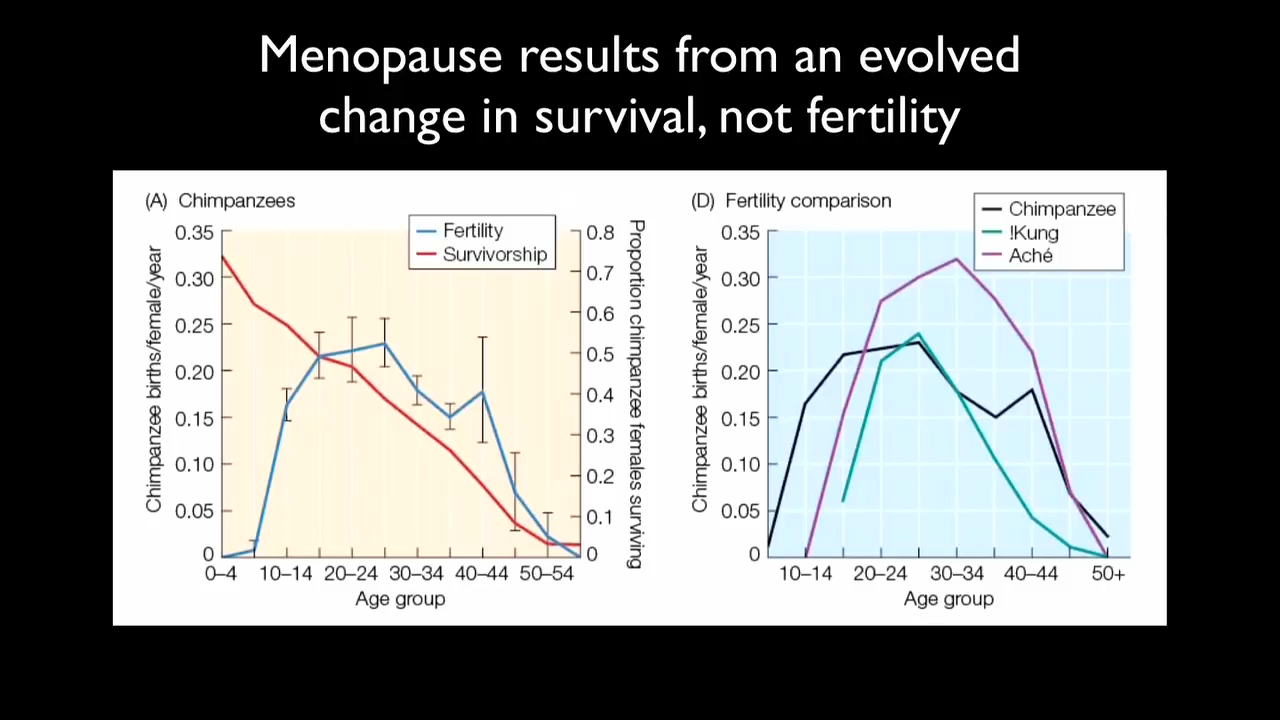 Menopause results from an evolved
change in survival, not fertility
(A) Chimpanzees
Fertility
Survivorship
Chimpanzee births/female/year
0.35
0.30
0.25
0.20
0.15
0.10
0.05
0
0.8
0.7
0.6
0.5
0.4
0.3
0.2
0.1
0
Proportion chimpanzee females surviving
0–4 10–14 20–24 30–34 40–44 50–54
Age group
(D) Fertility comparison
Chimpanzee
!Kung
Aché
Chimpanzee births/female/year
0.35
0.30
0.25
0.20
0.15
0.10
0.05
0
10–14 20–24 30–34 40–44 50+
Age group